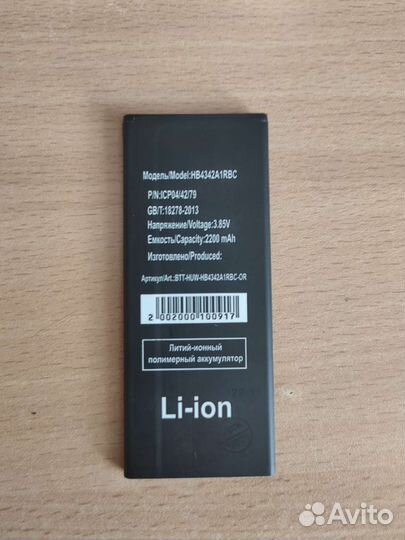 Модель/Model:HB4342A1RBC
P/N:ICP04/42/79
GB/T:18278-2013
Напряжение/Voltage:3.85V
Емкость/Capacity:2200 mAh
Изготовлено/Produced:
Артикул/Art.:BTT-HUW-HB4342A1RBC-OR
2 002000 100917
Литий-ионный
полимерный аккумулятор
Li-ion
Avito